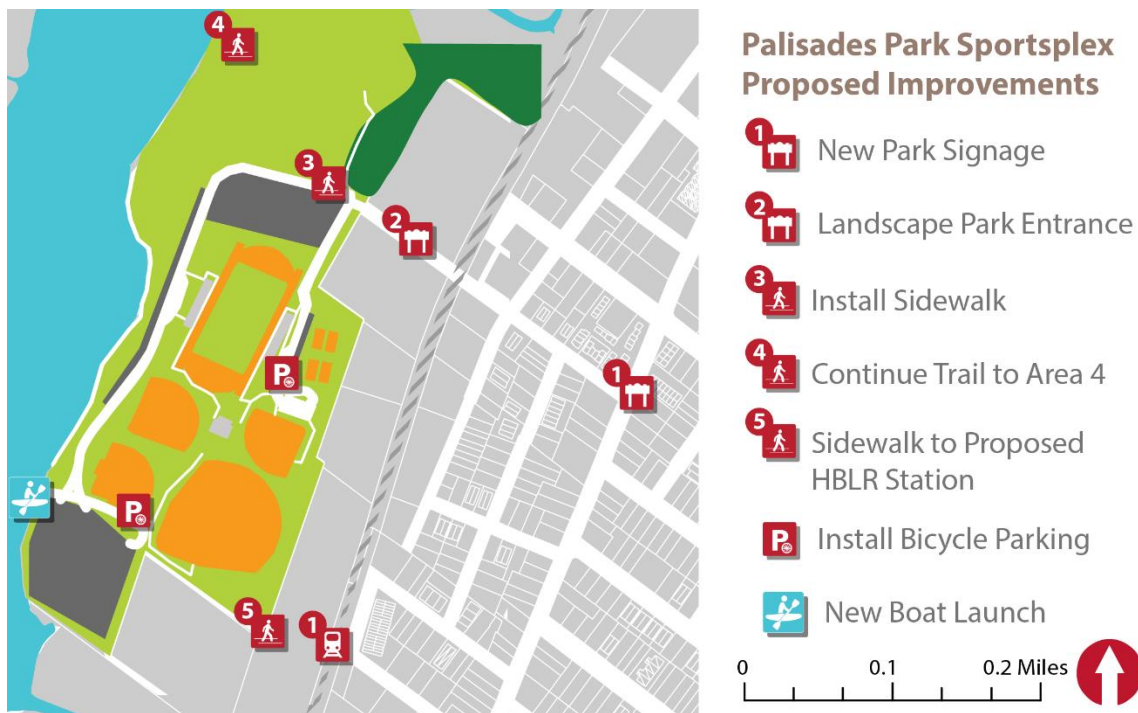 4
3
2
P
1
P
5
1
Palisades Park Sportsplex
Proposed Improvements
1
New Park Signage
2
Landscape Park Entrance
3
Install Sidewalk
4
Continue Trail to Area 4
5
Sidewalk to Proposed
HBLR Station
P
Install Bicycle Parking
New Boat Launch
0 0.1 0.2 Miles